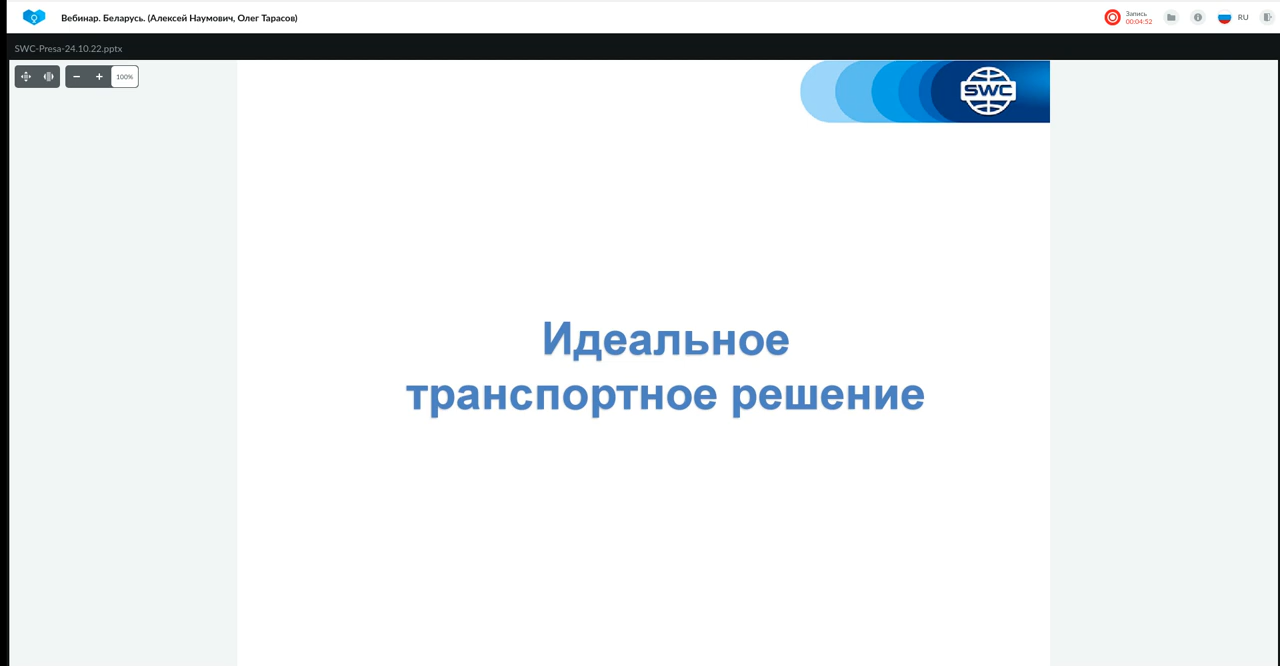 Вебинар. Беларусь. (Алексей Наумович, Олег Тарасов)
Запись
00:04:52
RU
SWC-Presa-24.10.22.pptx
100%
SWC
Идеальное
транспортное решение